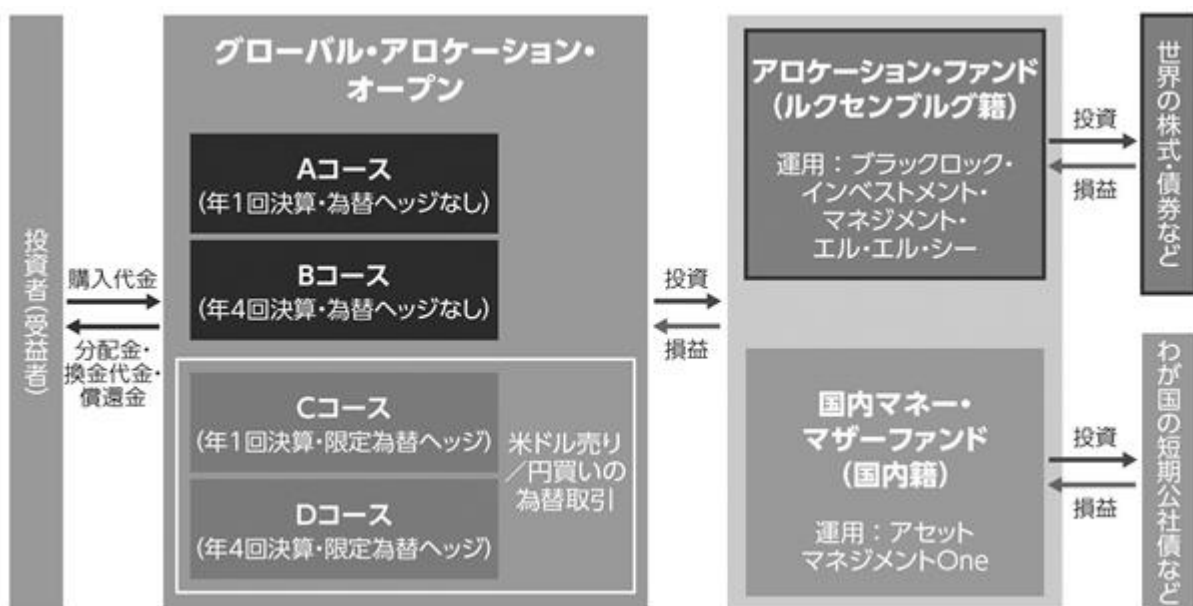 投資者(受益者)
購入代金
分配金・
換金代金・
償還金
グローバル・アロケーション・
オープン
Aコース
(年1回決算・為替ヘッジなし)
Bコース
(年4回決算・為替ヘッジなし)
Cコース
(年1回決算・限定為替ヘッジ)
Dコース
(年4回決算・限定為替ヘッジ)
米ドル売り
/円買いの
為替取引
投資
損益
アロケーション・ファンド
(ルクセンブルグ籍)
運用:ブラックロック・
インベストメント・
マネジメント・
エル・エル・シー
投資
損益
世界の株式・債券など
国内マネー・
マザーファンド
(国内籍)
運用:アセット
マネジメントOne
投資
損益
わが国の短期公社債など